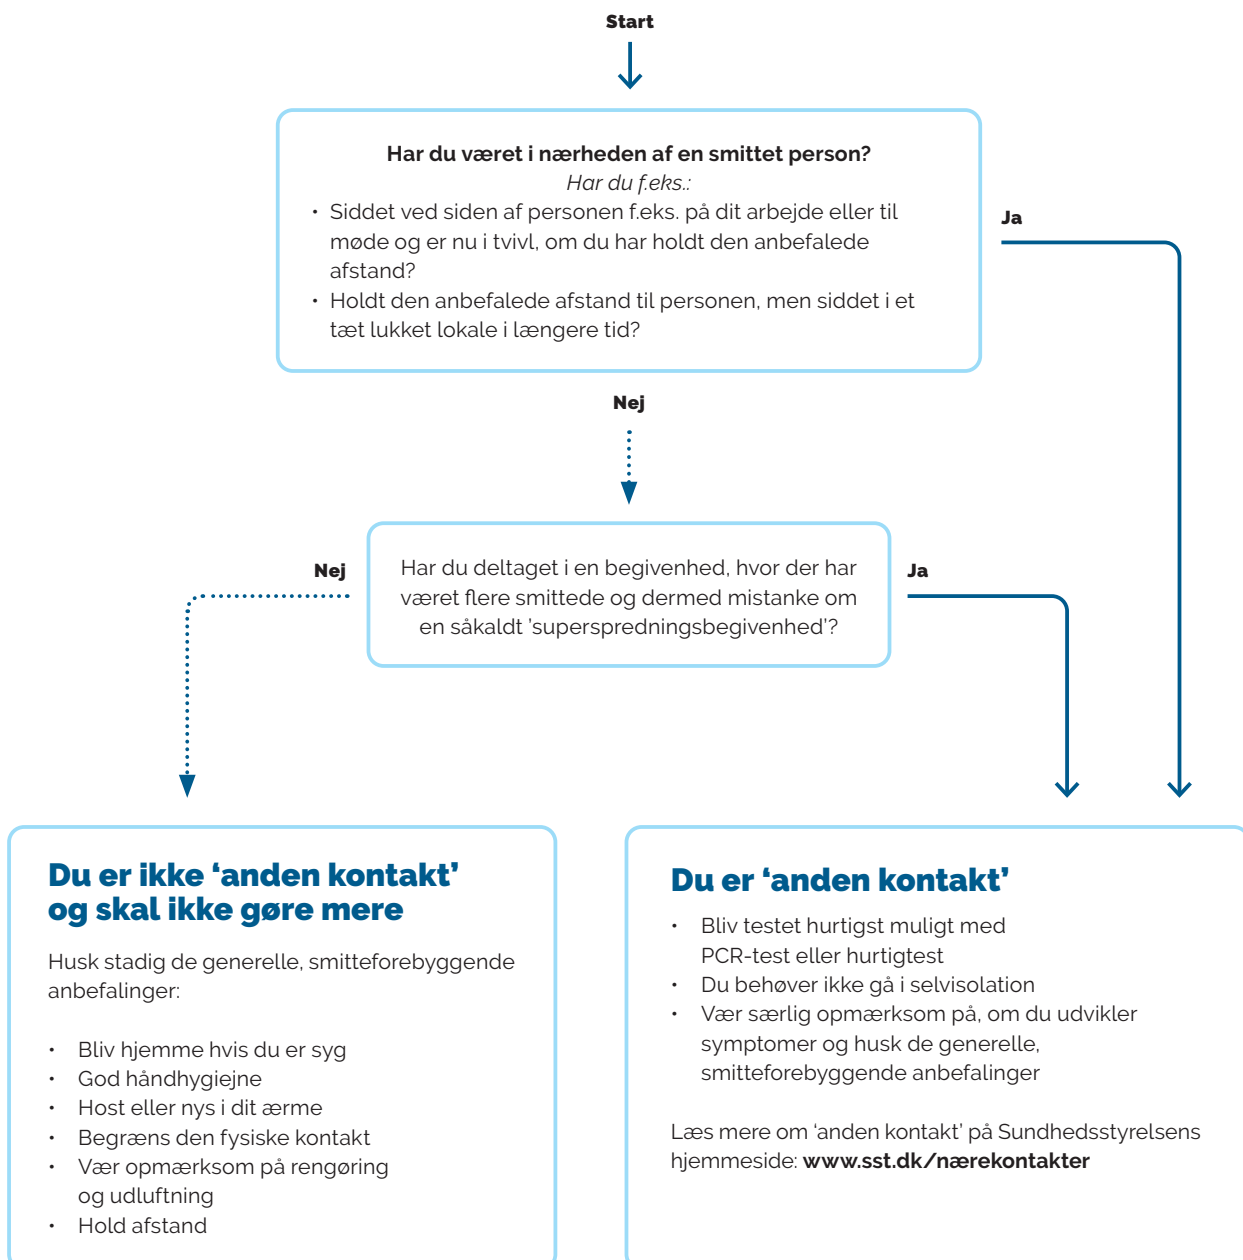 Start
Har du været i nærheden af en smittet person?
Har du f.eks.:
• Siddet ved siden af personen f.eks. på dit arbejde eller til
møde og er nu i tvivl, om du har holdt den anbefalede
afstand?
• Holdt den anbefalede afstand til personen, men siddet i et
tæt lukket lokale i længere tid?
Ja
Nej
Nej
Har du deltaget i en begivenhed, hvor der har
været flere smittede og dermed mistanke om
en såkaldt ’superspredningsbegivenhed’?
Ja
Du er ikke ‘anden kontakt’
og skal ikke gøre mere
Husk stadig de generelle, smitteforebyggende
anbefalinger:
• Bliv hjemme hvis du er syg
• God håndhygiejne
• Host eller nys i dit ærme
• Begræns den fysiske kontakt
• Vær opmærksom på rengøring
og udluftning
• Hold afstand
Du er ‘anden kontakt’
• Bliv testet hurtigst muligt med
PCR-test eller hurtigtest
• Du behøver ikke gå i selvisolation
• Vær særlig opmærksom på, om du udvikler
symptomer og husk de generelle,
smitteforebyggende anbefalinger
Læs mere om ‘anden kontakt’ på Sundhedsstyrelsens
hjemmeside: www.sst.dk/nærekontakter